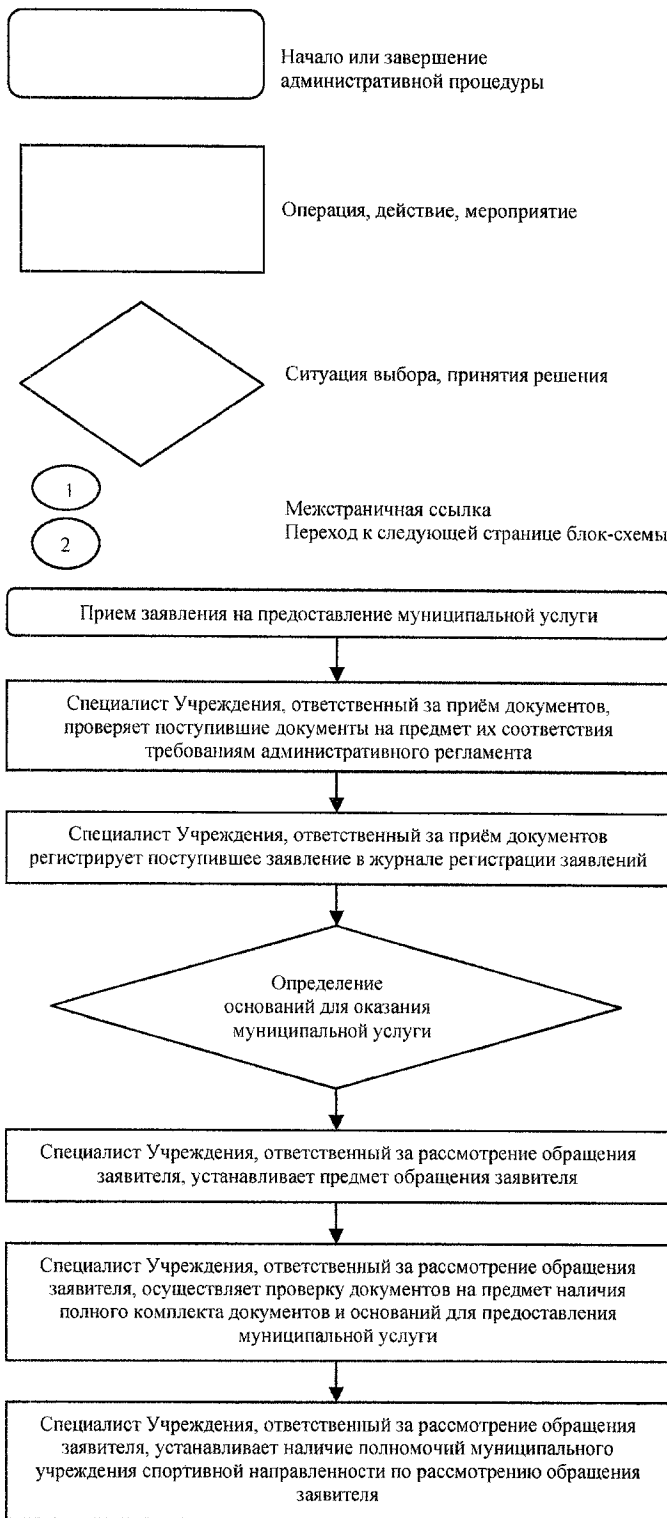 Начало или завершение
административной процедуры
Операция, действие, мероприятие
Ситуация выбора, принятия решения
1
2
Межстраничная ссылка
Переход к следующей странице блок-схемы
Прием заявления на предоставление муниципальной услуги
Специалист Учреждения, ответственный за приём документов,
проверяет поступившие документы на предмет их соответствия
требованиям административного регламента
Специалист Учреждения, ответственный за приём документов
регистрирует поступившее заявление в журнале регистрации заявлений
Определение
оснований для оказания
муниципальной услуги
Специалист Учреждения, ответственный за рассмотрение обращения
заявителя, устанавливает предмет обращения заявителя
Специалист Учреждения, ответственный за рассмотрение обращения
заявителя, осуществляет проверку документов на предмет наличия
полного комплекта документов и оснований для предоставления
муниципальной услуги
Специалист Учреждения, ответственный за рассмотрение обращения
заявителя, устанавливает наличие полномочий муниципального
учреждения спортивной направленности по рассмотрению обращения
заявителя